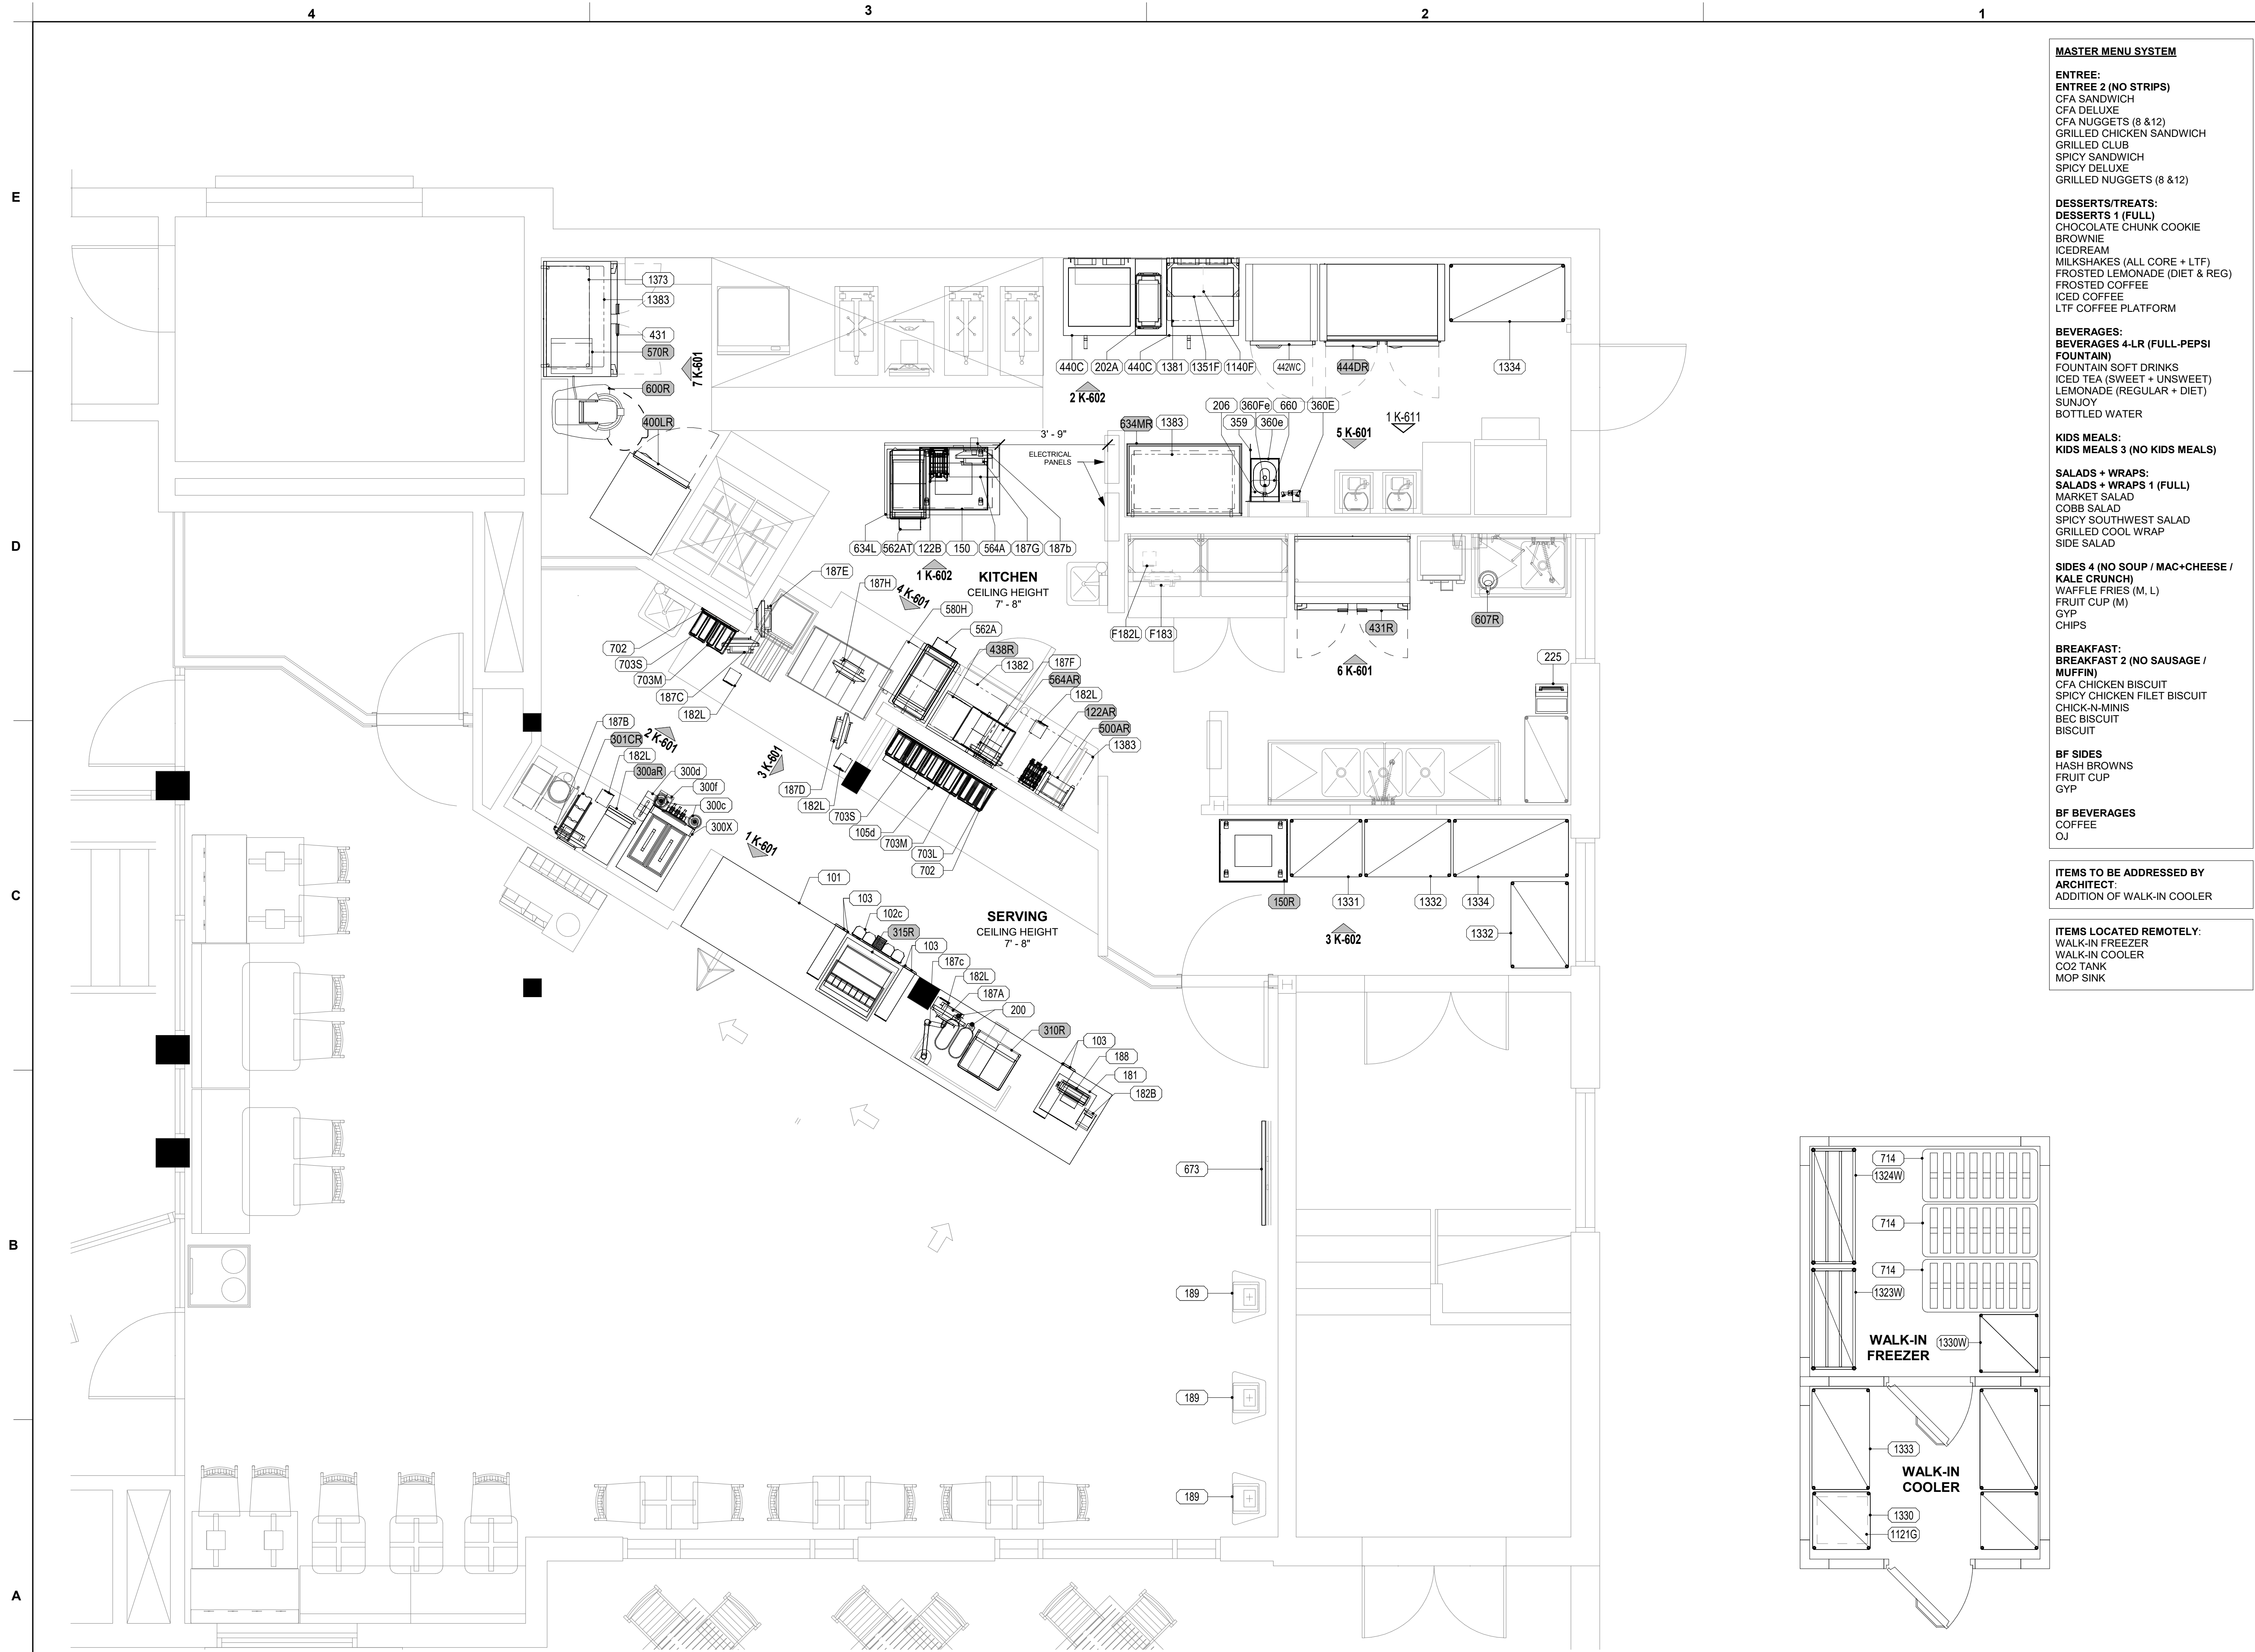 4
3
2
1
E
D
C
B
A
1373
1383
431
570R
600R
400LR
7 K-601
440C
202A
440C
1381
1351F
1140F
442WC
444DR
1334
2 K-602
206
360Fe
660
360E
359
360e
1 K-611
5 K-601
634MR
1383
3' - 9"
ELECTRICAL
PANELS
634L
562AT
122B
150
564A
187G
187b
1 K-602
KITCHEN
CEILING HEIGHT
7' - 8"
187E
187H
4 K-601
580H
562A
438R
1382
187F
564AR
182L
122AR
500AR
1383
F182L
F183
431R
607R
6 K-601
225
702
703S
703M
187C
182L
187B
301CR
2 K-601
182L
300aR
300d
300f
300c
300X
3 K-601
187D
182L
703S
105d
703M
703L
702
1 K-601
101
103
102c
315R
103
187c
182L
187A
200
310R
103
188
181
182B
SERVING
CEILING HEIGHT
7' - 8"
150R
1331
1332
1334
1332
3 K-602
673
189
189
189
714
1324W
714
714
1323W
WALK-IN
FREEZER
1330W
1333
WALK-IN
COOLER
1330
1121G
MASTER MENU SYSTEM
ENTREE:
ENTREE 2 (NO STRIPS)
CFA SANDWICH
CFA DELUXE
CFA NUGGETS (8 &12)
GRILLED CHICKEN SANDWICH
GRILLED CLUB
SPICY SANDWICH
SPICY DELUXE
GRILLED NUGGETS (8 &12)
DESSERTS/TREATS:
DESSERTS 1 (FULL)
CHOCOLATE CHUNK COOKIE
BROWNIE
ICEDREAM
MILKSHAKES (ALL CORE + LTF)
FROSTED LEMONADE (DIET & REG)
FROSTED COFFEE
ICED COFFEE
LTF COFFEE PLATFORM
BEVERAGES:
BEVERAGES 4-LR (FULL-PEPSI
FOUNTAIN)
FOUNTAIN SOFT DRINKS
ICED TEA (SWEET + UNSWEET)
LEMONADE (REGULAR + DIET)
SUNJOY
BOTTLED WATER
KIDS MEALS:
KIDS MEALS 3 (NO KIDS MEALS)
SALADS + WRAPS:
SALADS + WRAPS 1 (FULL)
MARKET SALAD
COBB SALAD
SPICY SOUTHWEST SALAD
GRILLED COOL WRAP
SIDE SALAD
SIDES 4 (NO SOUP / MAC+CHEESE /
KALE CRUNCH)
WAFFLE FRIES (M, L)
FRUIT CUP (M)
GYP
CHIPS
BREAKFAST:
BREAKFAST 2 (NO SAUSAGE /
MUFFIN)
CFA CHICKEN BISCUIT
SPICY CHICKEN FILET BISCUIT
CHICK-N-MINIS
BEC BISCUIT
BISCUIT
BF SIDES
HASH BROWNS
FRUIT CUP
GYP
BF BEVERAGES
COFFEE
OJ
ITEMS TO BE ADDRESSED BY
ARCHITECT:
ADDITION OF WALK-IN COOLER
ITEMS LOCATED REMOTELY:
WALK-IN FREEZER
WALK-IN COOLER
CO2 TANK
MOP SINK